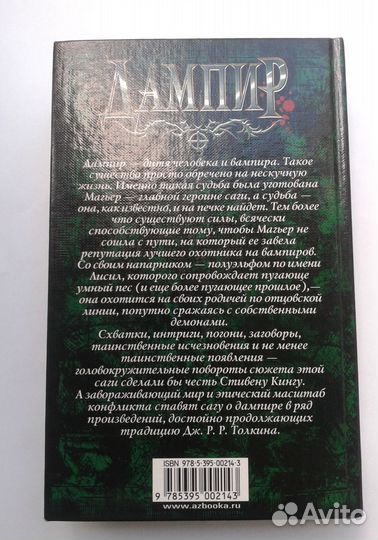 ДАМПИР
Дампир — дитя человека и вампира. Такое
существо просто обречено на нескучную
жизнь. Именно такая судьба была уготована
Магьер — главной героине саги, а судьба —
она, как известно, и на печке найдет. Тем более
что существуют силы, всячески
способствующие тому, чтобы Магьер не
сошла с пути, на который ее завела
репутация лучшего охотника на вампиров.
Со своим напарником — полуэльфом по имени
Лисил, которого сопровождает пугающе
умный пес (и еще более пугающее прошлое),—
она охотится на своих родичей по отцовской
линии, попутно сражаясь с собственными
демонами.
Схватки, интриги, погони, заговоры,
таинственные исчезновения и не менее
таинственные появления —
головокружительные повороты сюжета этой
саги сделали бы честь Стивену Кингу.
А завораживающий мир и эпический масштаб
конфликта ставят сагу о дампире в ряд
произведений, достойно продолжающих
традицию Дж. Р. Р. Толкина.
ISBN 978-5-395-00214-3
9 785395 002143
www.azbooka.ru
Avito